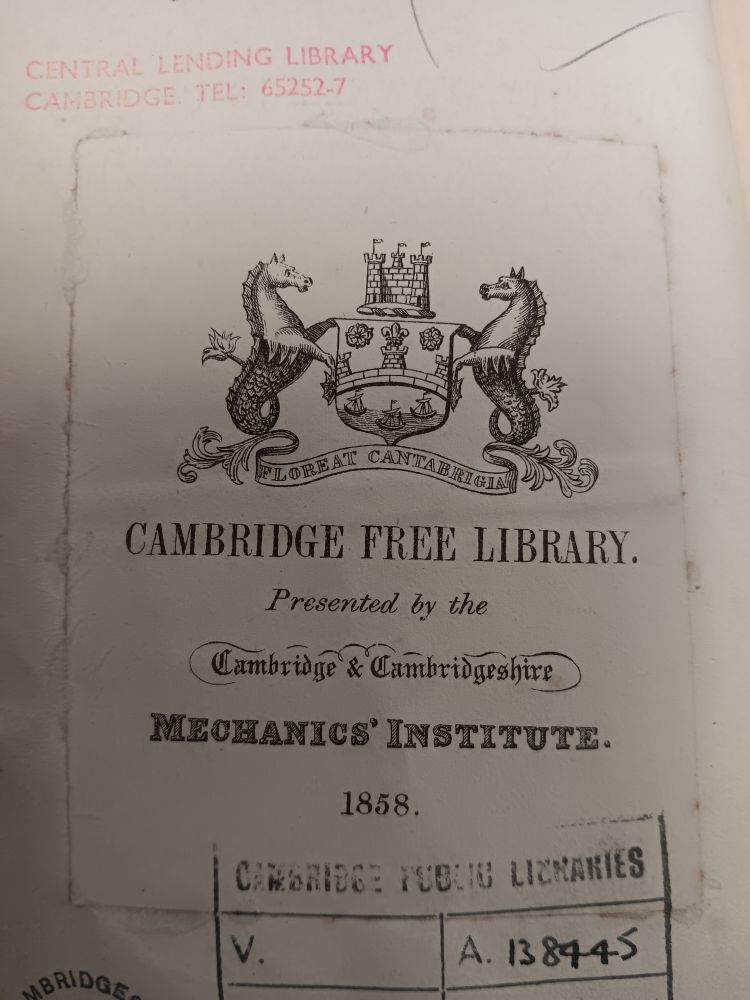 CENTRAL LENDING LIBRARY
CAMBRIDGE. TEL: 65252-7
FLOREAT CANTABRIGIA
CAMBRIDGE FREE LIBRARY.
Presented by the
Cambridge & Cambridgeshire
MECHANICS' INSTITUTE.
1858.
CAMBRIDGE PUBLIC LIBRARIES
V.
A. 138445